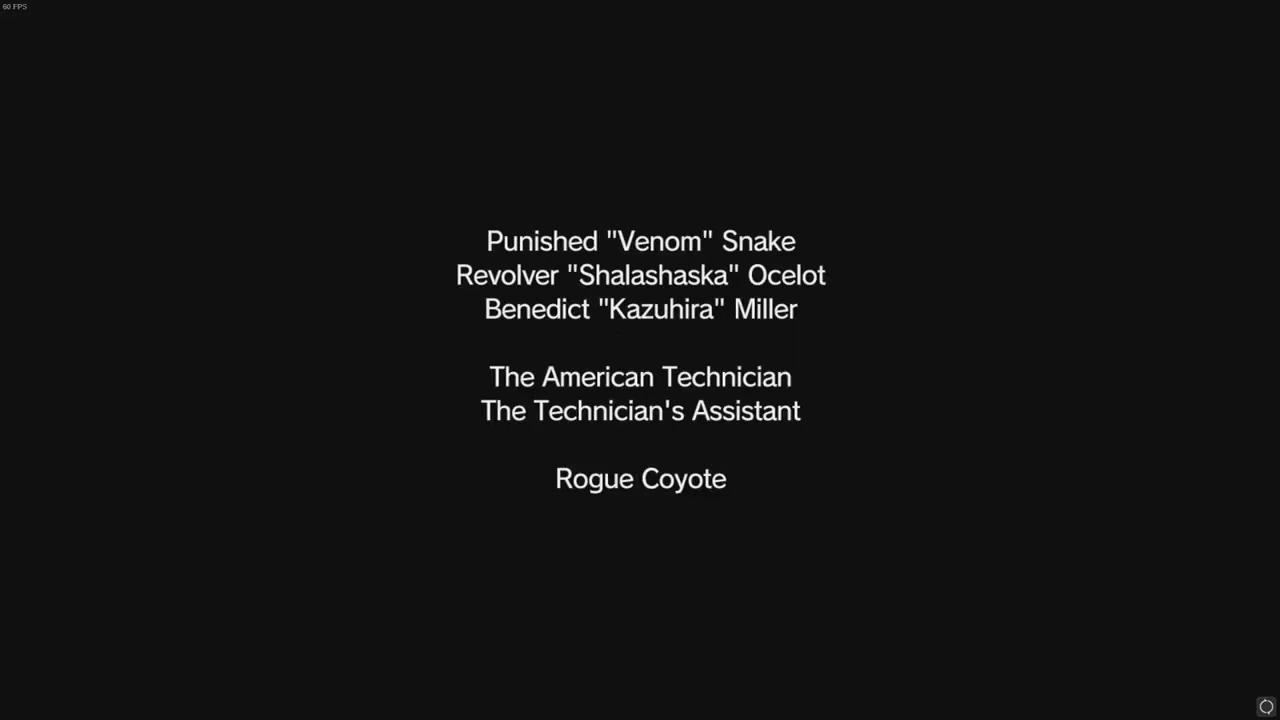 60 FPS
Punished "Venom" Snake
Revolver "Shalashaska" Ocelot
Benedict "Kazuhira" Miller
The American Technician
The Technician's Assistant
Rogue Coyote